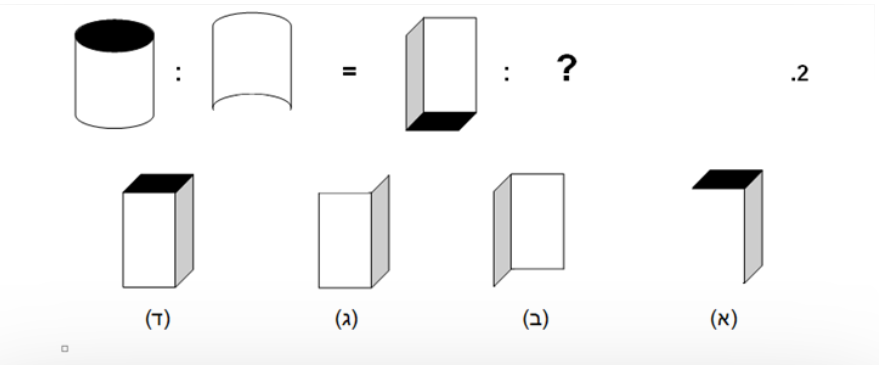 .2 : = : ?
(ד) (ג) (ב) (א)